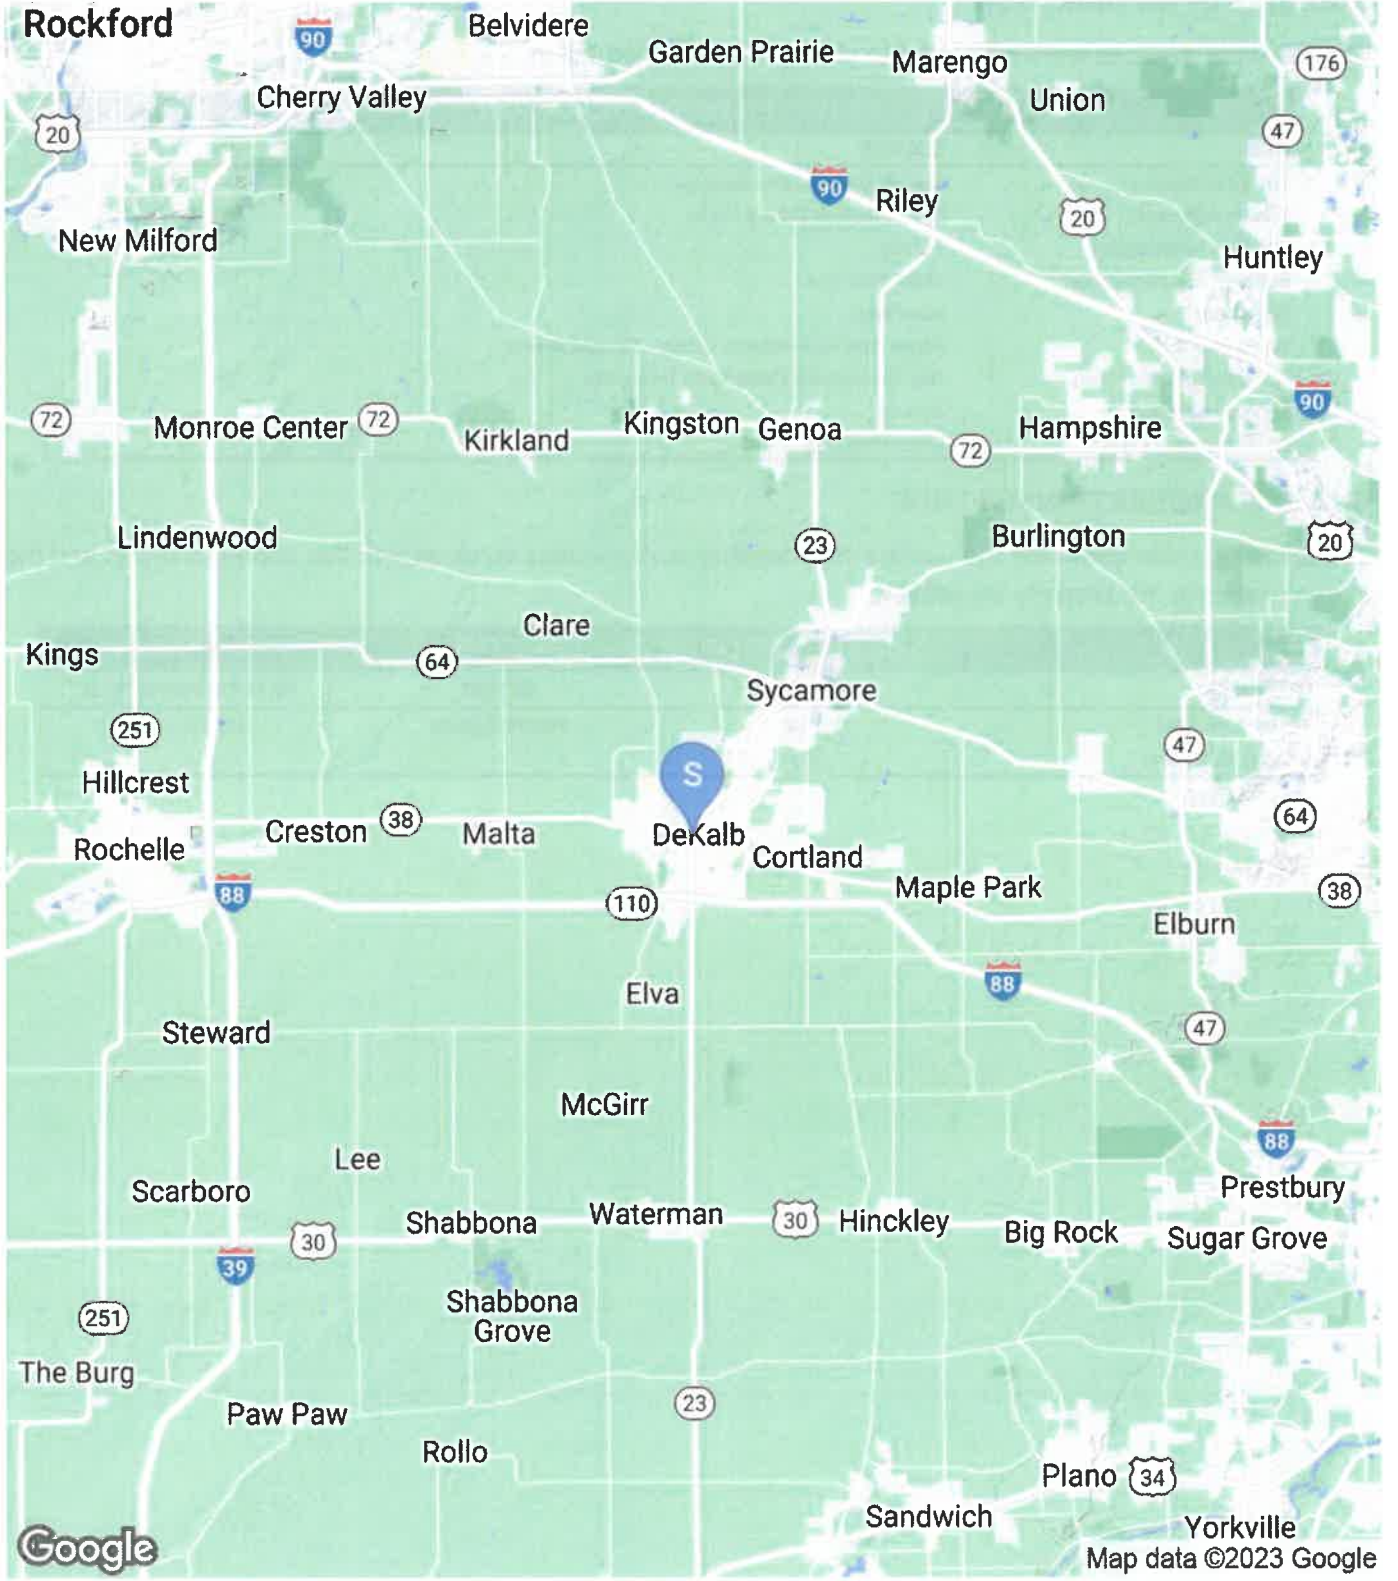 Rockford
90
Belvidere
Garden Prairie
Marengo
176
Cherry Valley
Union
20
47
90
Riley
20
New Milford
Huntley
90
72
Monroe Center
72
Kirkland
Kingston
Genoa
72
Hampshire
Lindenwood
23
Burlington
20
Clare
Kings
64
Sycamore
251
47
S
Hillcrest
64
Creston
38
Malta
DeKalb
Rochelle
Cortland
88
110
Maple Park
38
Elburn
88
Elva
Steward
47
McGirr
88
Lee
Scarboro
Prestbury
Shabbona
Waterman
30
Hinckley
Big Rock
Sugar Grove
30
39
251
Shabbona
Grove
The Burg
Paw Paw
23
Rollo
Plano
34
Sandwich
Yorkville
Google
Map data ©2023 Google